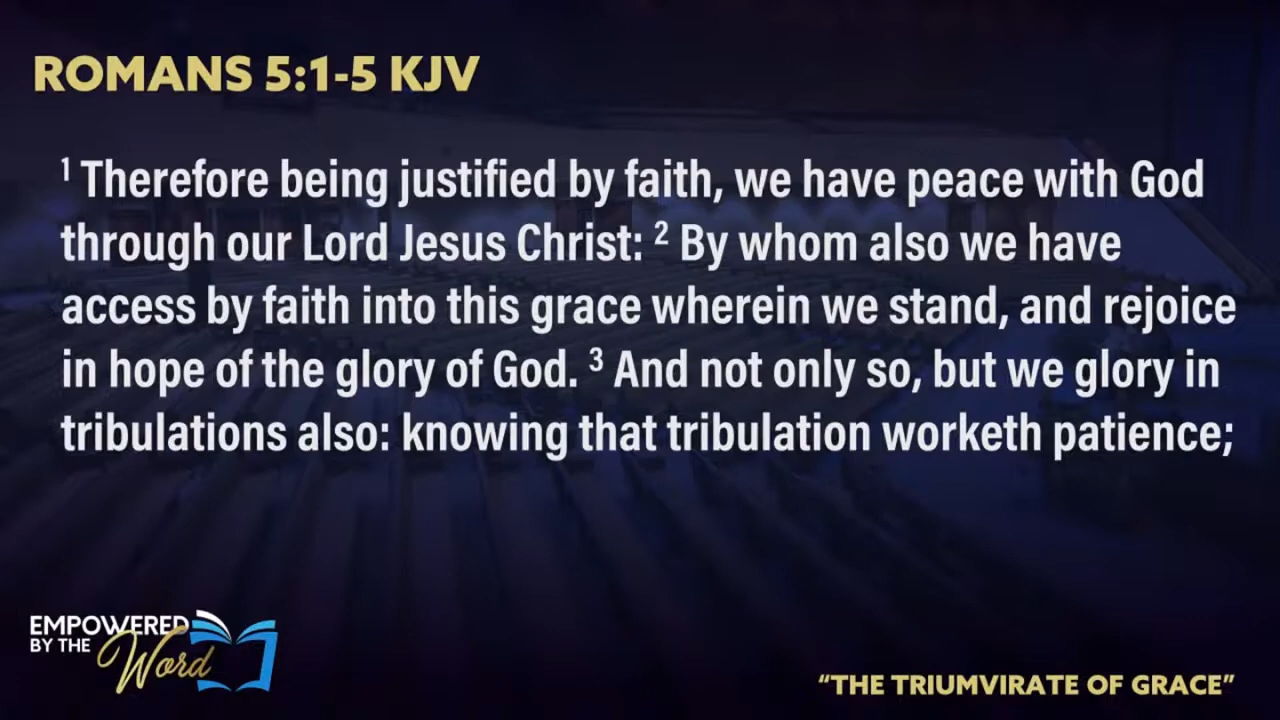 ROMANS 5:1-5 KJV
¹ Therefore being justified by faith, we have peace with God
through our Lord Jesus Christ: ² By whom also we have
access by faith into this grace wherein we stand, and rejoice
in hope of the glory of God. ³ And not only so, but we glory in
tribulations also: knowing that tribulation worketh patience;
EMPOWERED
BY THE
Word
“THE TRIUMVIRATE OF GRACE”